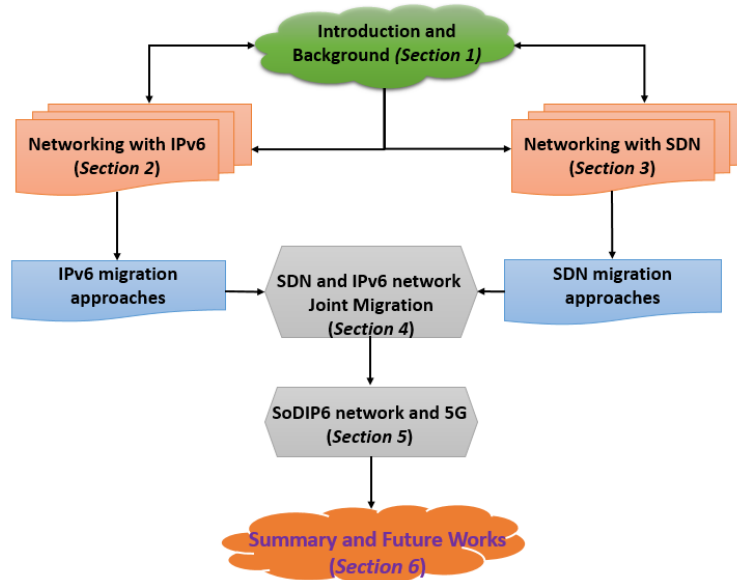 Introduction and
Background (Section 1)
Networking with IPv6
(Section 2)
Networking with SDN
(Section 3)
IPv6 migration
approaches
SDN and IPv6 network
Joint Migration
(Section 4)
SDN migration
approaches
SoDIP6 network and 5G
(Section 5)
Summary and Future Works
(Section 6)